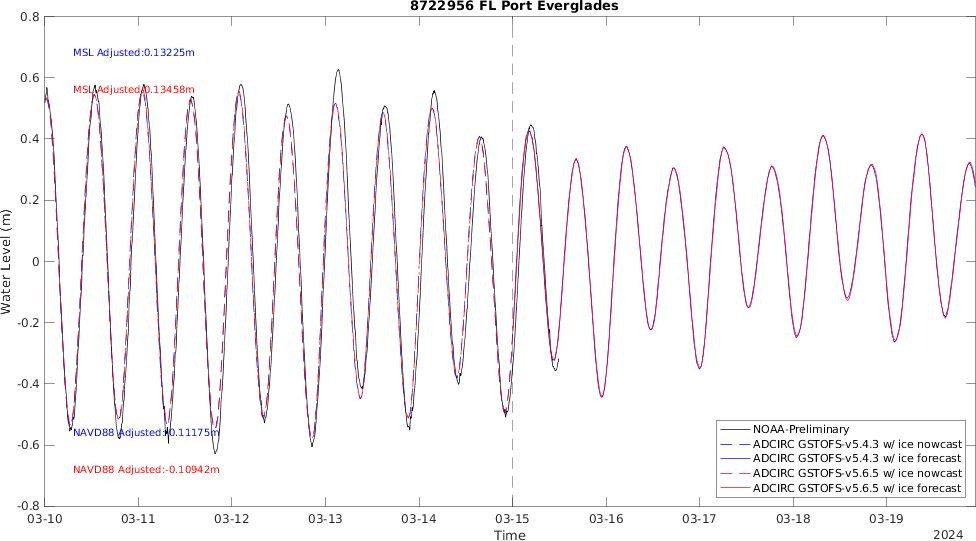 8722956 FL Port Everglades
0.8
MSL Adjusted:0.13225m
0.6
MSL Adjusted:0.13458m
0.4
0.2
0
-0.2
-0.4
NAVD88 Adjusted:-0.11175m
-0.6
NAVD88 Adjusted:-0.10942m
-0.8
Water Level (m)
NOAA-Preliminary
ADCIRC GSTOFS-v5.4.3 w/ ice nowcast
ADCIRC GSTOFS-v5.4.3 w/ ice forecast
ADCIRC GSTOFS-v5.6.5 w/ ice nowcast
ADCIRC GSTOFS-v5.6.5 w/ ice forecast
03-10 03-11 03-12 03-13 03-14 03-15 03-16 03-17 03-18 03-19
Time
2024